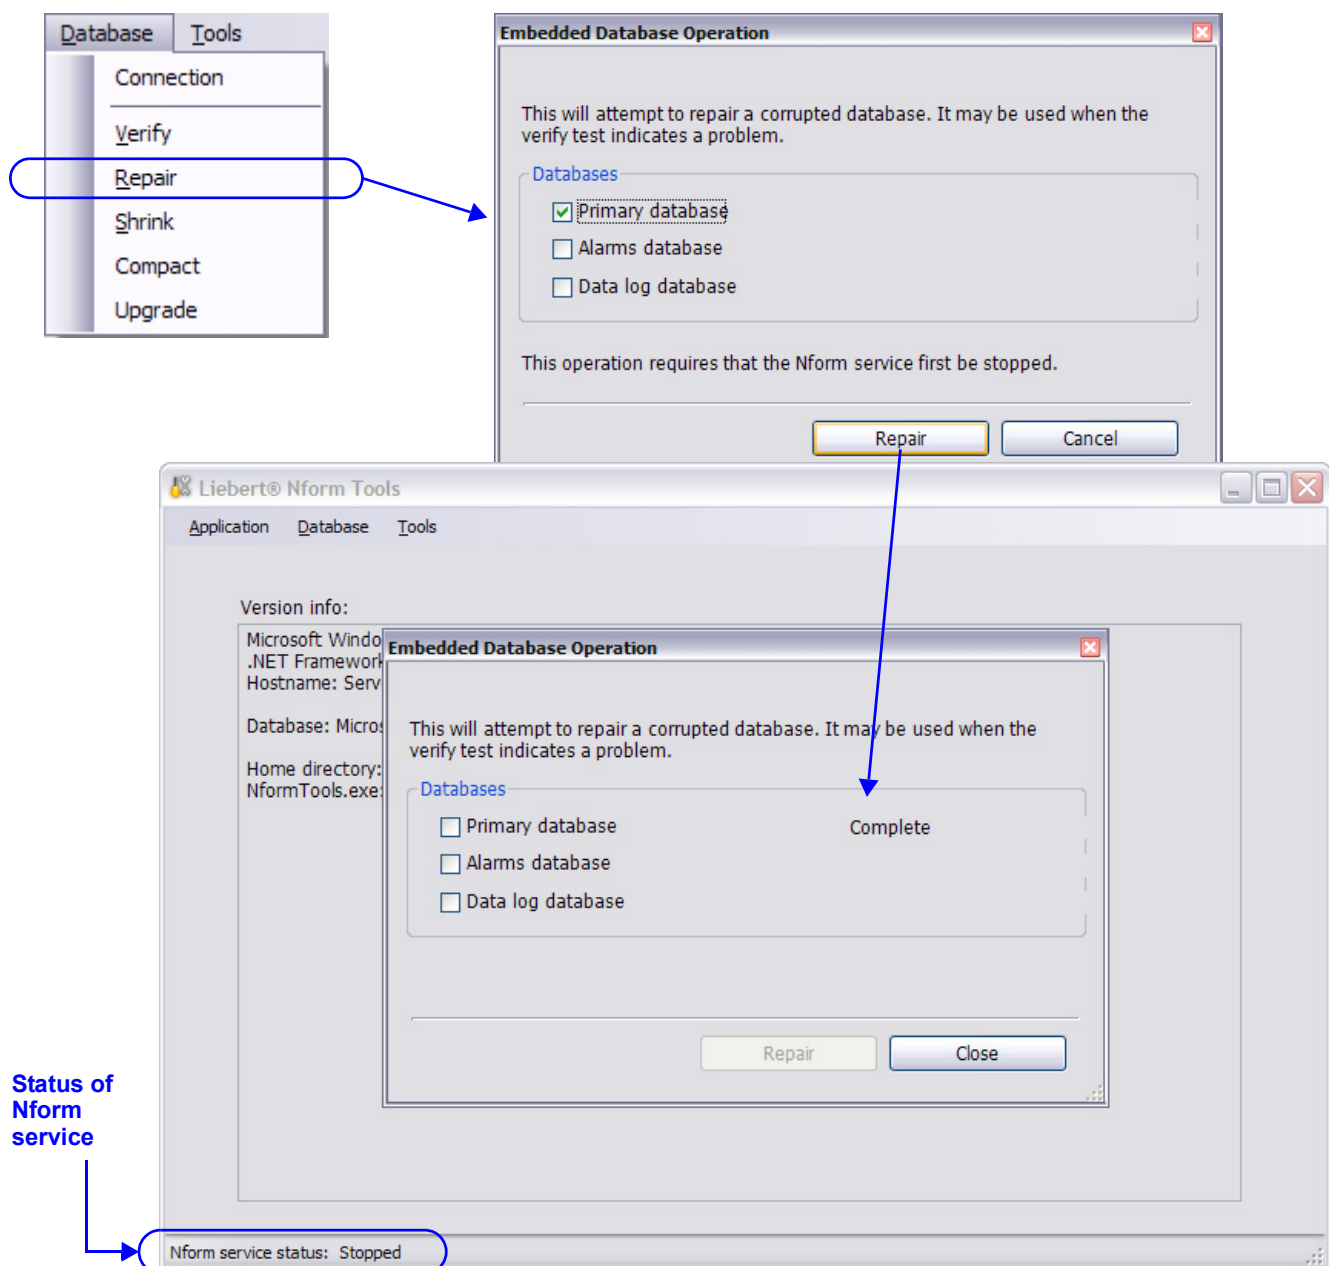 Database Tools
Connection
Verify
Repair
Shrink
Compact
Upgrade
Embedded Database Operation
This will attempt to repair a corrupted database. It may be used when the
verify test indicates a problem.
Databases
Primary database
Alarms database
Data log database
This operation requires that the Nform service first be stopped.
Repair Cancel
Liebert® Nform Tools
Application Database Tools
Version info:
Microsoft Windo
.NET Framework
Hostname: Serv
Database: Micros
Home directory:
NformTools.exe:
Embedded Database Operation
This will attempt to repair a corrupted database. It may be used when the
verify test indicates a problem.
Databases
Primary database Complete
Alarms database
Data log database
Repair Close
Status of
Nform
service
Nform service status: Stopped